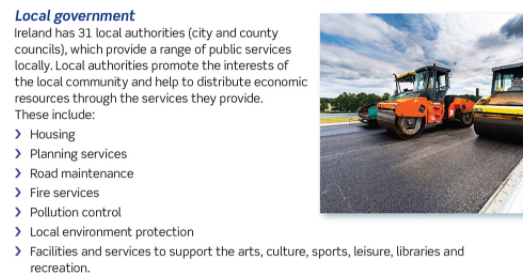 Local government
Ireland has 31 local authorities (city and county
councils), which provide a range of public services
locally. Local authorities promote the interests of
the local community and help to distribute economic
resources through the services they provide.
These include:
❯ Housing
❯ Planning services
❯ Road maintenance
❯ Fire services
❯ Pollution control
❯ Local environment protection
❯ Facilities and services to support the arts, culture, sports, leisure, libraries and
recreation.